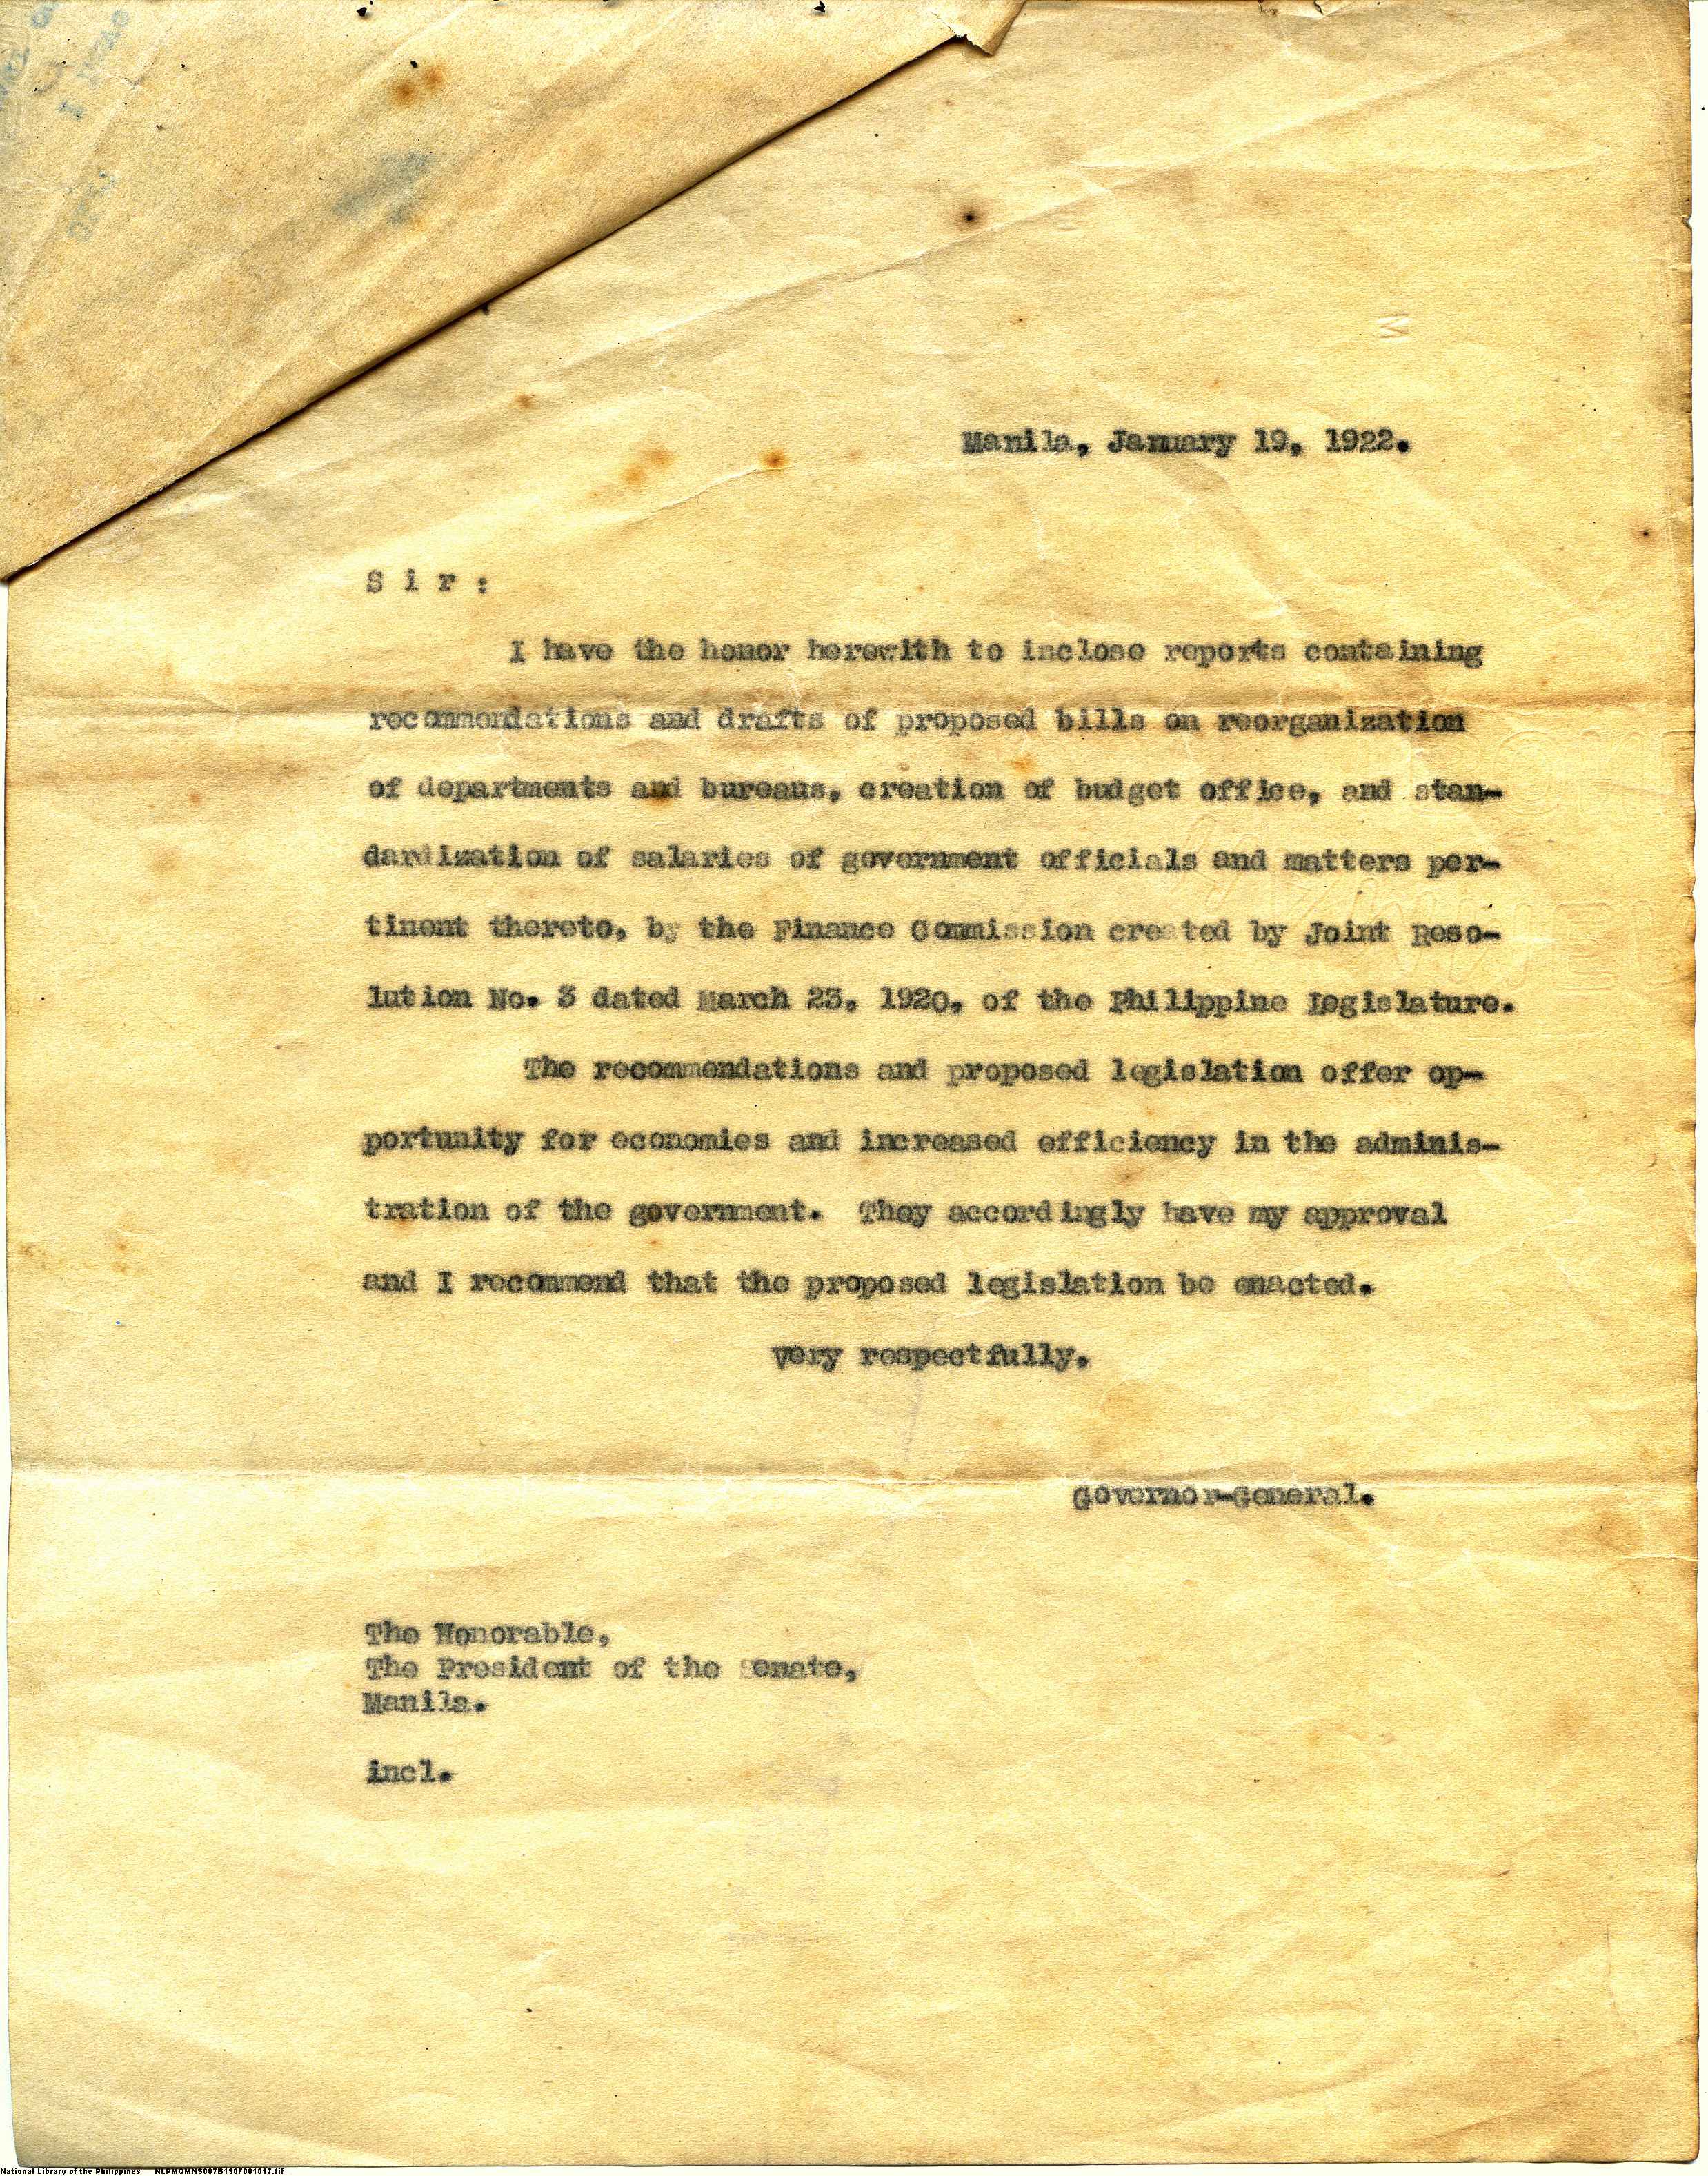 Manila, January 19, 1922.
S i r :
I have the honor herewith to inclose reports containing
recommendations and drafts of proposed bills on reorganization
of departments and bureaus, creation of budget office, and stan-
dardization of salaries of government officials and matters per-
tinent thereto, by the Finance Commission created by Joint Reso-
lution No. 3 dated March 23, 1920, of the Philippine Legislature.
The recommendations and proposed legislation offer op-
portunity for economies and increased efficiency in the adminis-
tration of the government. They accordingly have my approval
and I recommend that the proposed legislation be enacted.
Very respectfully,
Governor-General.
The Honorable,
The President of the Senate,
Manila.
incl.
National Library of the Philippines NLPMQMNS007B190F001017.tif